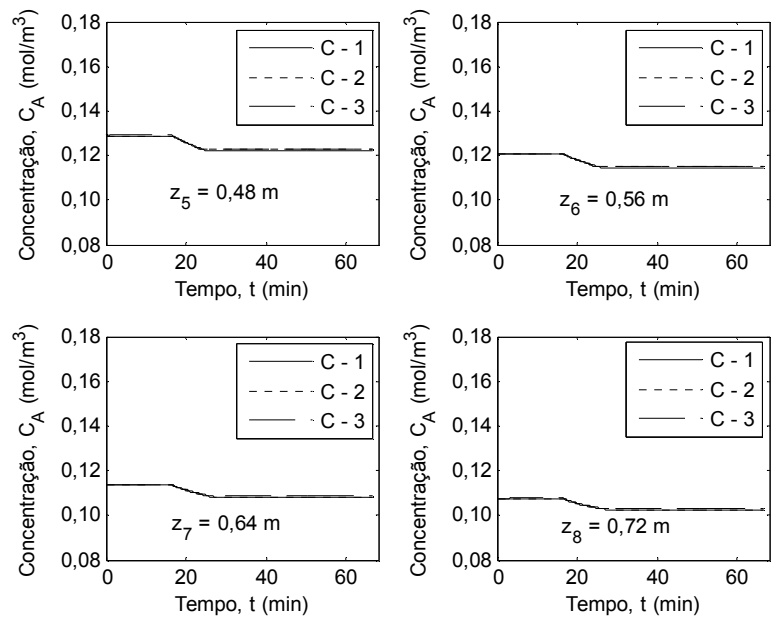 Concentração, C_A (mol/m³)
0,18
0,16
0,14
0,12
0,10
0,08
C - 1
C - 2
C - 3
z_5 = 0,48 m
0 20 40 60
Tempo, t (min)
Concentração, C_A (mol/m³)
0,18
0,16
0,14
0,12
0,10
0,08
C - 1
C - 2
C - 3
z_6 = 0,56 m
0 20 40 60
Tempo, t (min)
Concentração, C_A (mol/m³)
0,18
0,16
0,14
0,12
0,10
0,08
C - 1
C - 2
C - 3
z_7 = 0,64 m
0 20 40 60
Tempo, t (min)
Concentração, C_A (mol/m³)
0,18
0,16
0,14
0,12
0,10
0,08
C - 1
C - 2
C - 3
z_8 = 0,72 m
0 20 40 60
Tempo, t (min)